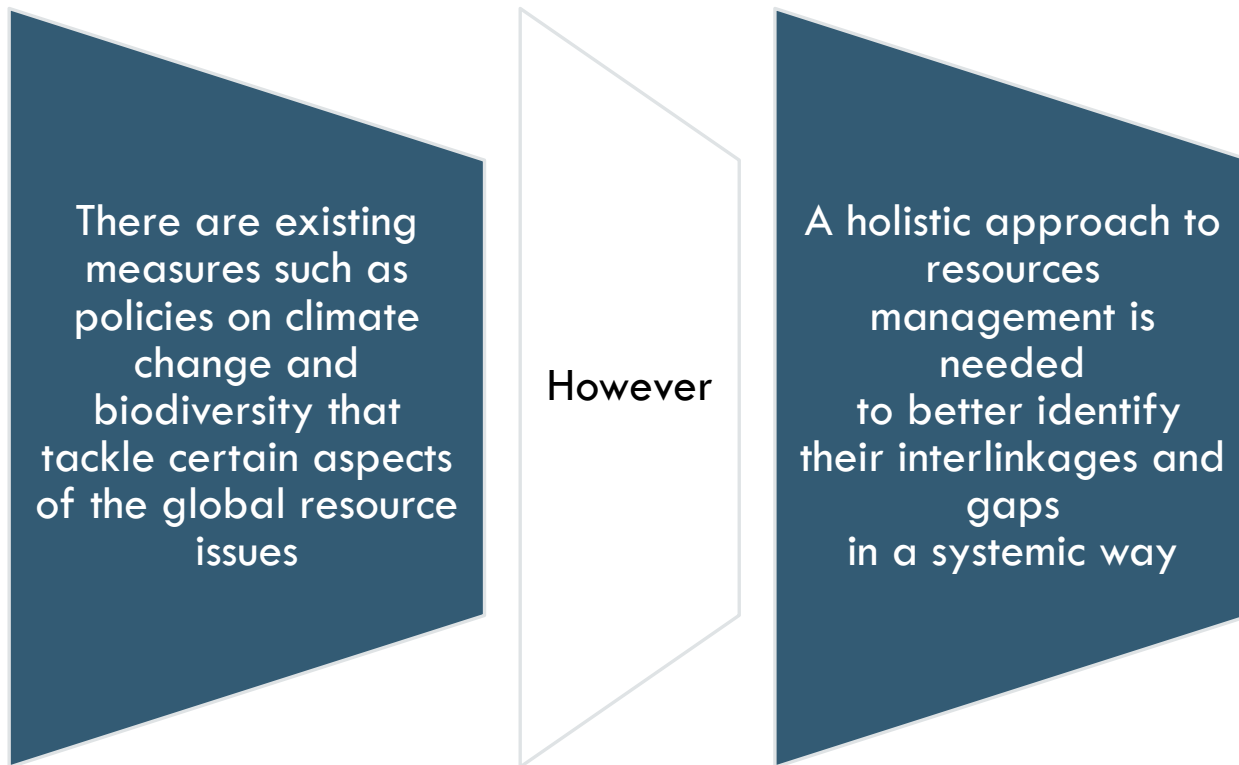 There are existing
measures such as
policies on climate
change and
biodiversity that
tackle certain aspects
of the global resource
issues
However
A holistic approach to
resources
management is
needed
to better identify
their interlinkages and
gaps
in a systemic way